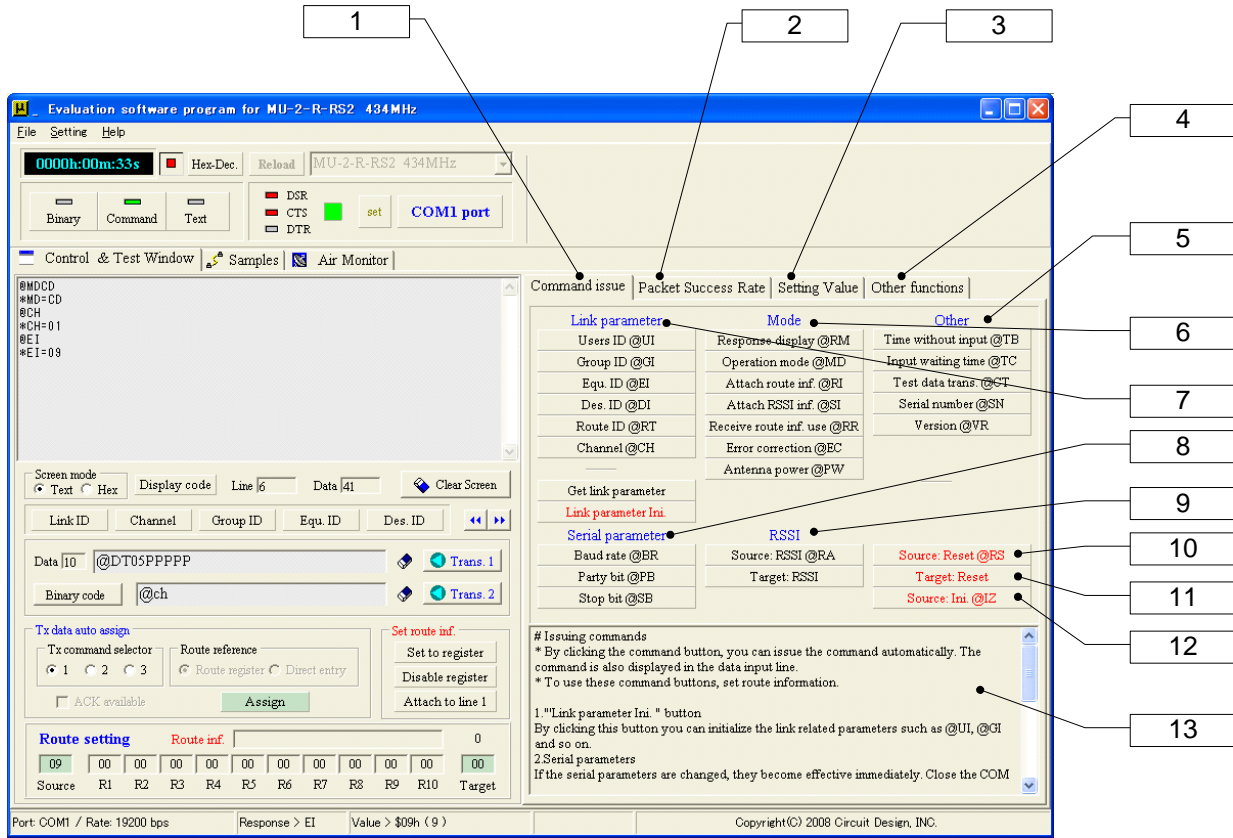 1
2
3
Evaluation software program for MU-2-R-RS2 434MHz
File Setting Help
4
0000h:00m:33s Hex-Dec. Reload MU-2-R-RS2 434MHz
Binary Command Text
DSR
CTS
DTR
set COM1 port
5
Control & Test Window Samples Air Monitor
@MDCD
*MD=CD
@CH
*CH=01
@EI
*EI=09
Command issue Packet Success Rate Setting Value Other functions
Link parameter Mode Other
Users ID @UI Response display @RM Time without input @TB
Group ID @GI Operation mode @MD Input waiting time @TC
Equ. ID @EI Attach route inf. @RI Test data trans. @CT
Des. ID @DI Attach RSSI inf. @SI Serial number @SN
Route ID @RT Receive route inf. use @RR Version @VR
Channel @CH Error correction @EC
Antenna power @PW
Get link parameter
Link parameter Ini.
Serial parameter RSSI
Baud rate @BR Source: RSSI @RA Source: Reset @RS
Party bit @PB Target: RSSI Target: Reset
Stop bit @SB Source: Ini. @IZ
6
7
8
9
10
11
12
13
Screen mode
Text Hex Display code Line 6 Data 41 Clear Screen
Link ID Channel Group ID Equ. ID Des. ID
Data 10 @DT05PPPPP Trans. 1
Binary code @ch Trans. 2
Tx data auto assign
Tx command selector
1 2 3
Route reference
Route register Direct entry
ACK available Assign
Set route inf.
Set to register
Disable register
Attach to line 1
Route setting Route inf. 0
09 00 00 00 00 00 00 00 00 00 00 00
Source R1 R2 R3 R4 R5 R6 R7 R8 R9 R10 Target
# Issuing commands
* By clicking the command button, you can issue the command automatically. The
command is also displayed in the data input line.
* To use these command buttons, set route information.
1."'Link parameter Ini. " button
By clicking this button you can initialize the link related parameters such as @UI, @GI
and so on.
2.Serial parameters
If the serial parameters are changed, they become effective immediately. Close the COM
Port: COM1 / Rate: 19200 bps Response > EI Value > $09h ( 9 ) Copyright(C) 2008 Circuit Design, INC.